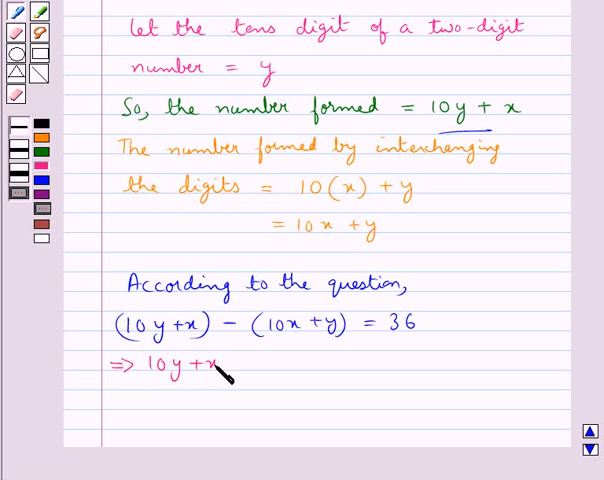 Let the tens digit of a two-digit
number = y
So, the number formed = 10y + x
The number formed by interchanging
the digits = 10(x) + y
= 10x + y
According to the question,
(10y + x) - (10x + y) = 36
=> 10y + x